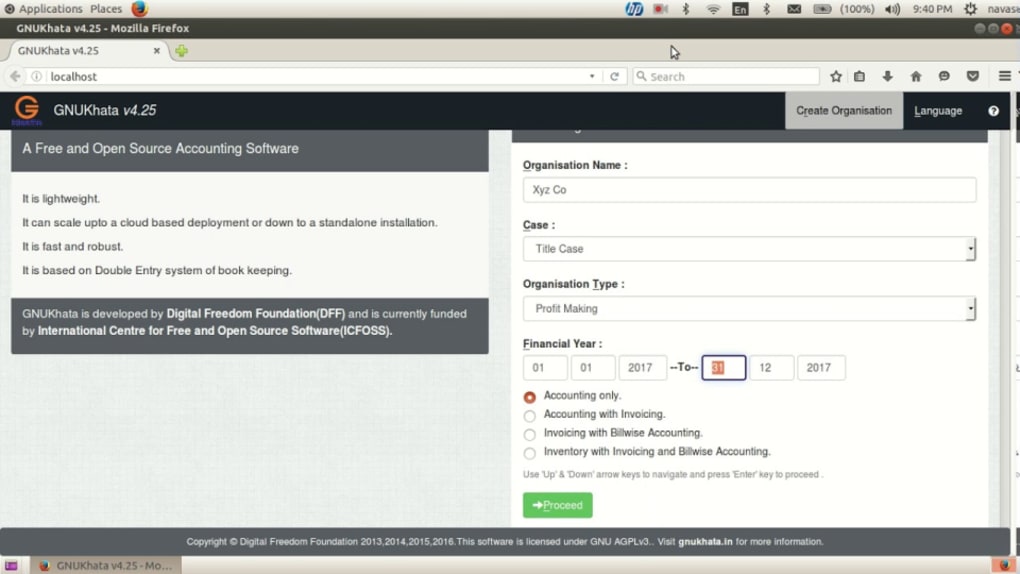 Applications Places
En
(100%)
9:40 PM
navas
GNUKhata v4.25 - Mozilla Firefox
GNUKhata v4.25
localhost
Search
GNUKhata v4.25
Create Organisation
Language
A Free and Open Source Accounting Software
It is lightweight.
It can scale upto a cloud based deployment or down to a standalone installation.
It is fast and robust.
It is based on Double Entry system of book keeping.
GNUKhata is developed by Digital Freedom Foundation(DFF) and is currently funded
by International Centre for Free and Open Source Software(ICFOSS).
Organisation Name :
Xyz Co
Case :
Title Case
Organisation Type :
Profit Making
Financial Year :
01 01 2017 --To-- 31 12 2017
Accounting only.
Accounting with Invoicing.
Invoicing with Billwise Accounting.
Inventory with Invoicing and Billwise Accounting.
Use 'Up' & 'Down' arrow keys to navigate and press 'Enter' key to proceed .
Proceed
Copyright © Digital Freedom Foundation 2013,2014,2015,2016.This software is licensed under GNU AGPLv3.. Visit gnukhata.in for more information.
GNUKhata v4.25 - Mo...